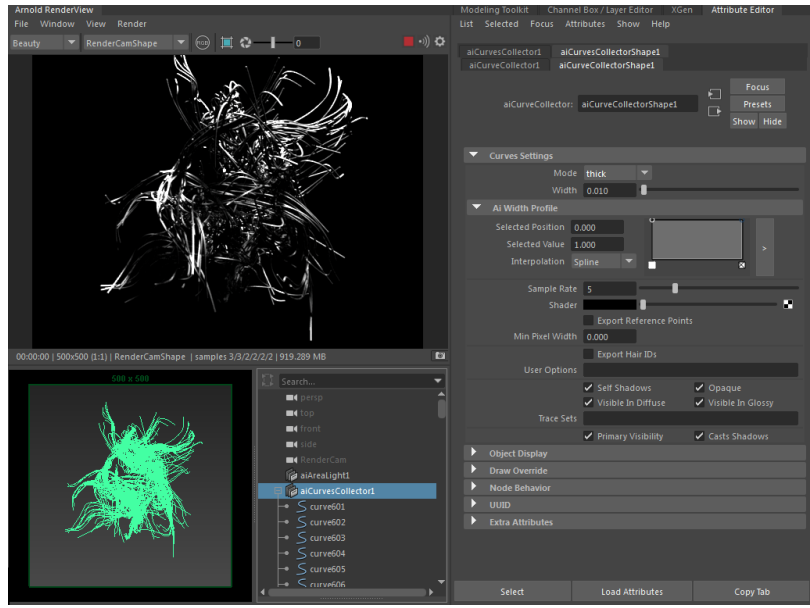 Arnold RenderView
File Window View Render
Beauty RenderCamShape RGB 0
00:00:00 | 500x500 (1:1) | RenderCamShape | samples 3/3/2/2/2/2 | 919.289 MB
500 x 500
Search...
persp
top
front
side
RenderCam
aiAreaLight1
aiCurvesCollector1
curve601
curve602
curve603
curve604
curve605
curve606
Modeling Toolkit Channel Box / Layer Editor XGen Attribute Editor
List Selected Focus Attributes Show Help
aiCurvesCollector1 aiCurvesCollectorShape1
aiCurveCollector1 aiCurveCollectorShape1
aiCurveCollector: aiCurveCollectorShape1
Focus
Presets
Show Hide
Curves Settings
Mode thick
Width 0.010
Ai Width Profile
Selected Position 0.000
Selected Value 1.000
Interpolation Spline
>
Sample Rate 5
Shader
Export Reference Points
Min Pixel Width 0.000
Export Hair IDs
User Options
Self Shadows Opaque
Visible In Diffuse Visible In Glossy
Trace Sets
Primary Visibility Casts Shadows
Object Display
Draw Override
Node Behavior
UUID
Extra Attributes
Select Load Attributes Copy Tab